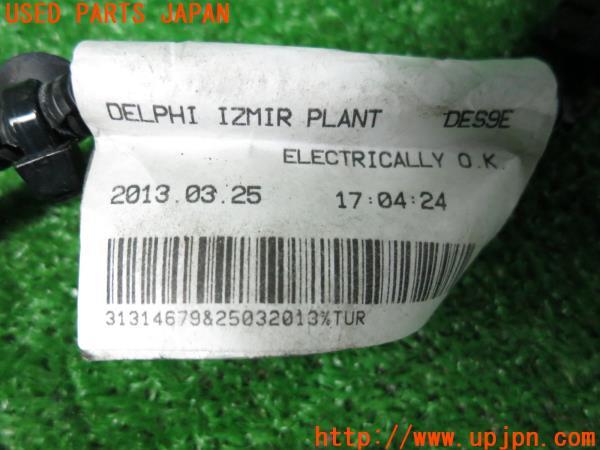 USED PARTS JAPAN
DELPHI IZMIR PLANT DES9E
ELECTRICALLY O.K.
2013.03.25 17:04:24
31314679&25032013%TUR
http://www.upjpn.com